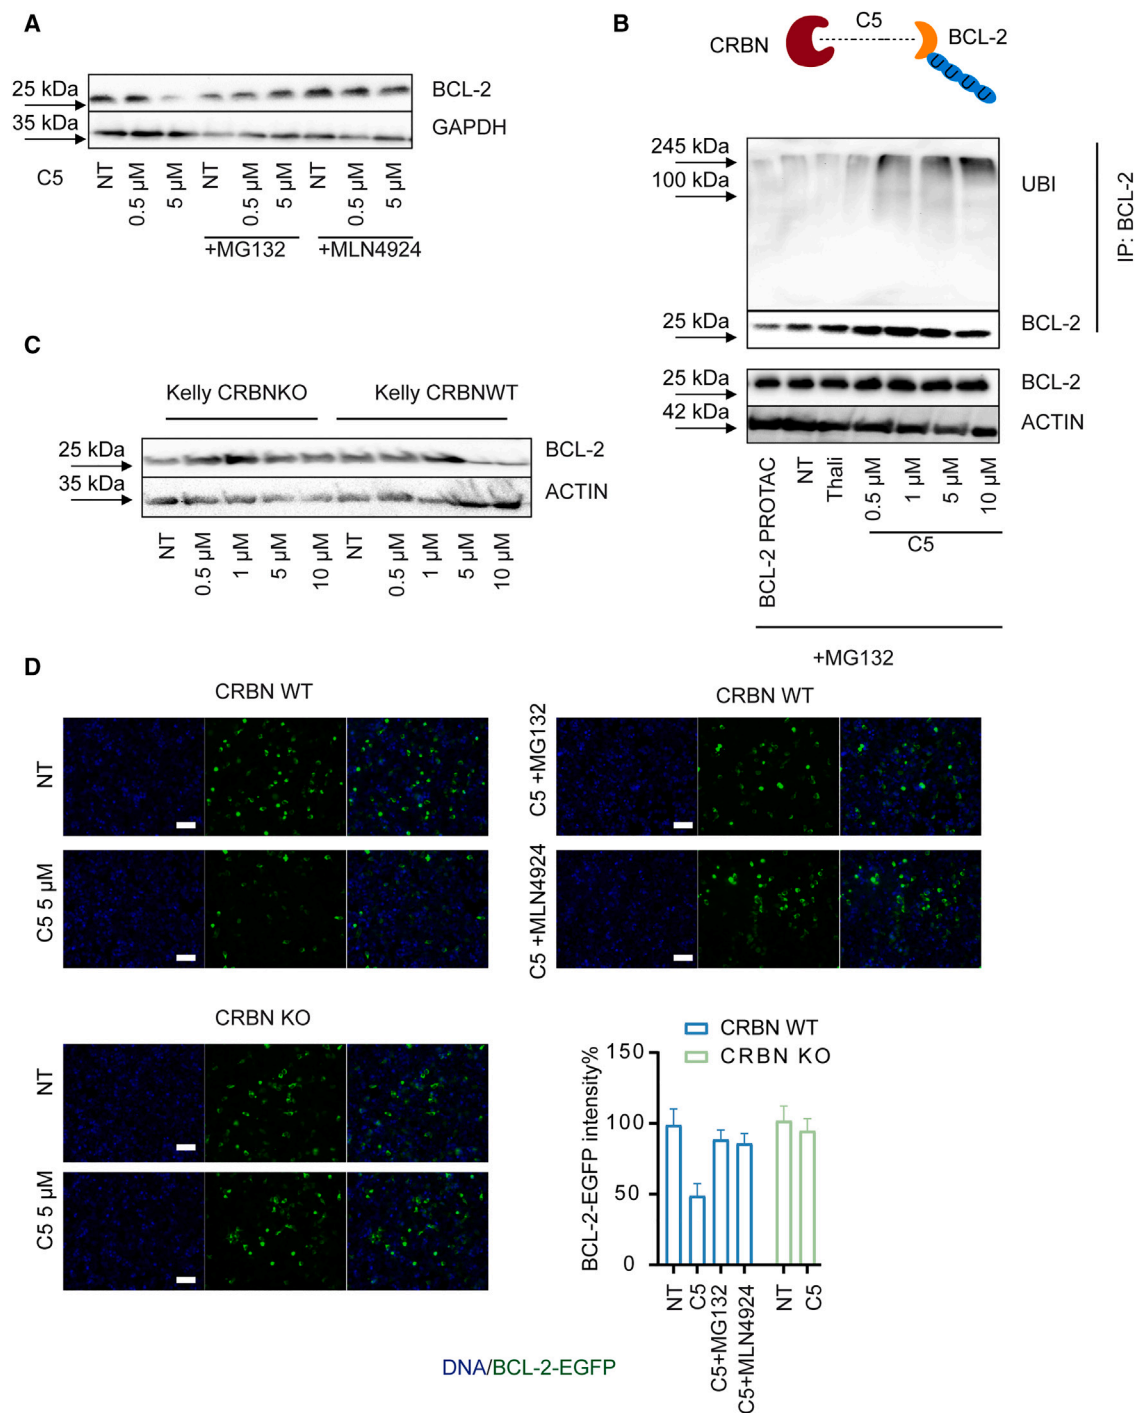 A
25 kDa
BCL-2
35 kDa
GAPDH
C5
NT
0.5 µM
5 µM
NT
0.5 µM
5 µM
NT
0.5 µM
5 µM
+MG132
+MLN4924
B
C5
CRBN
BCL-2
U U U U
245 kDa
100 kDa
UBI
25 kDa
BCL-2
IP: BCL-2
25 kDa
BCL-2
42 kDa
ACTIN
BCL-2 PROTAC
NT
Thali
0.5 µM
1 µM
5 µM
10 µM
C5
+MG132
C
Kelly CRBNKO
Kelly CRBNWT
25 kDa
BCL-2
35 kDa
ACTIN
NT
0.5 µM
1 µM
5 µM
10 µM
NT
0.5 µM
1 µM
5 µM
10 µM
D
CRBN WT
NT
C5 5 µM
CRBN WT
C5 +MG132
C5 +MLN4924
CRBN KO
NT
C5 5 µM
CRBN WT
CRBN KO
BCL-2-EGFP intensity%
150
100
50
0
NT
C5
C5+MG132
C5+MLN4924
NT
C5
DNA/BCL-2-EGFP